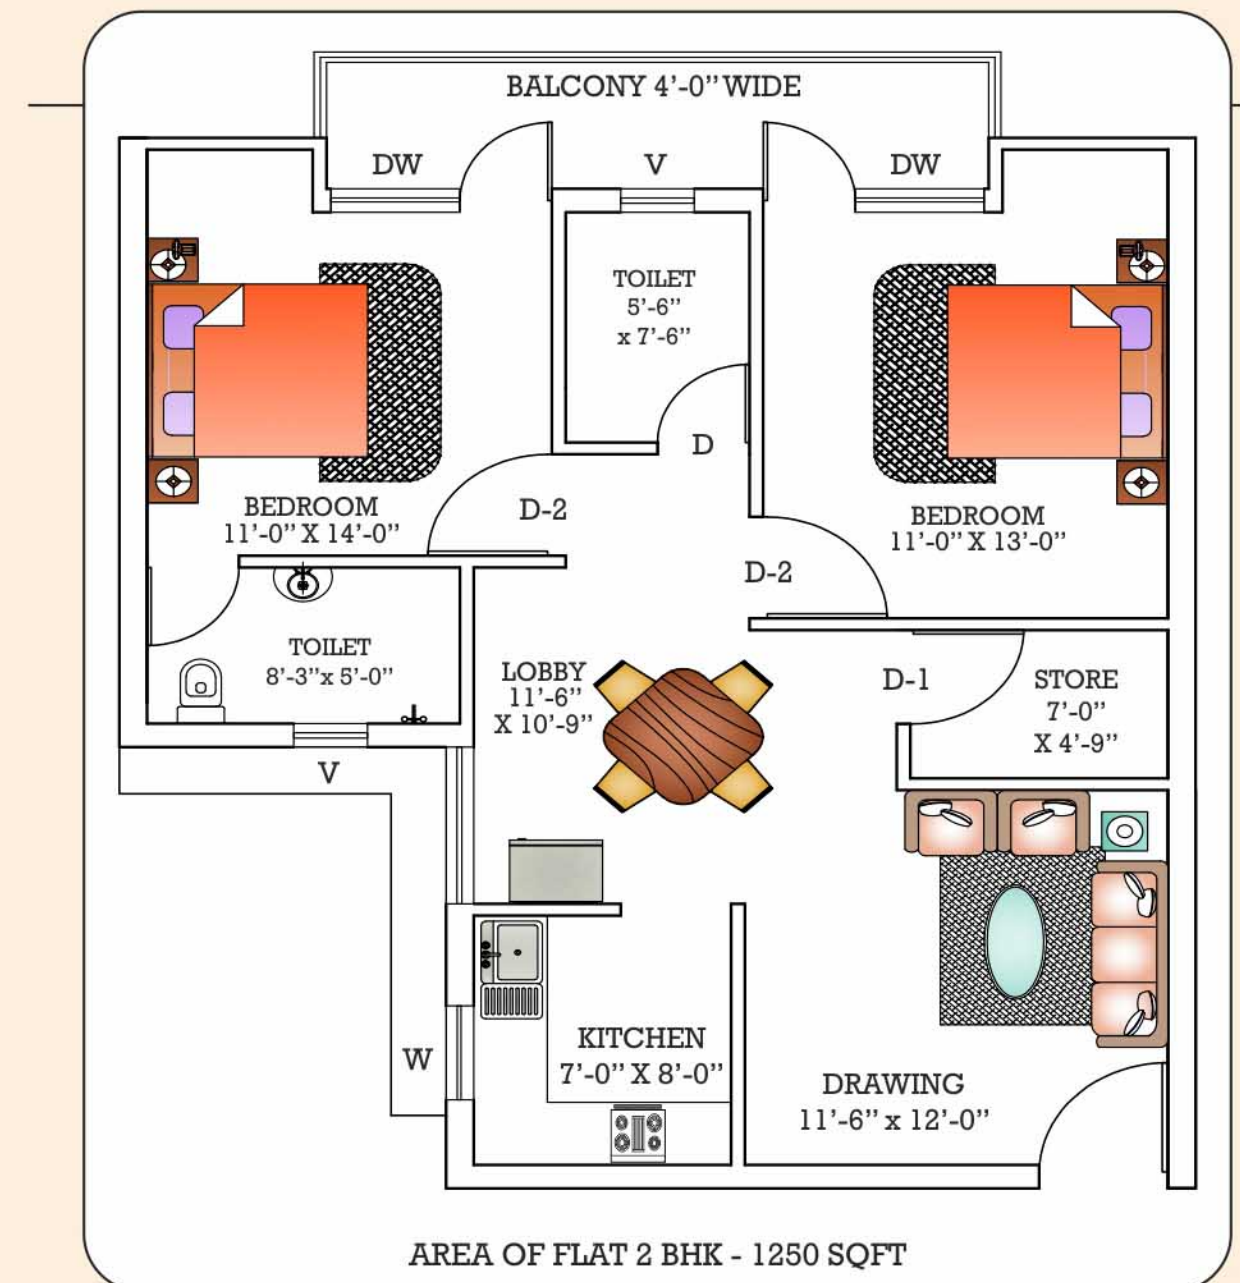 BALCONY 4'-0" WIDE
DW
V
DW
TOILET
5'-6"
x 7'-6"
D
BEDROOM
11'-0" X 14'-0"
D-2
BEDROOM
11'-0" X 13'-0"
D-2
TOILET
8'-3"x 5'-0"
LOBBY
11'-6"
X 10'-9"
D-1
STORE
7'-0"
X 4'-9"
V
W
KITCHEN
7'-0" X 8'-0"
DRAWING
11'-6" x 12'-0"
AREA OF FLAT 2 BHK - 1250 SQFT